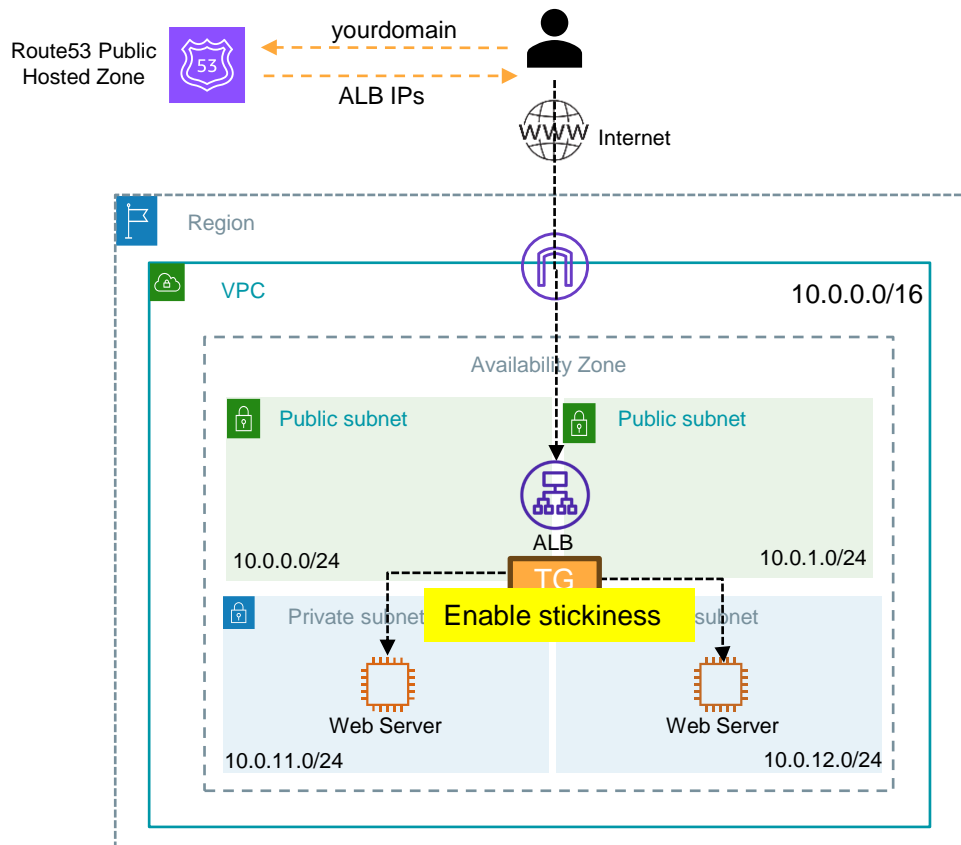 yourdomain
Route53 Public
Hosted Zone
53
ALB IPs
WWW
Internet
Region
VPC
10.0.0.0/16
Availability Zone
Public subnet
Public subnet
ALB
10.0.0.0/24
10.0.1.0/24
TG
Enable stickiness
Private subnet
subnet
Web Server
Web Server
10.0.11.0/24
10.0.12.0/24